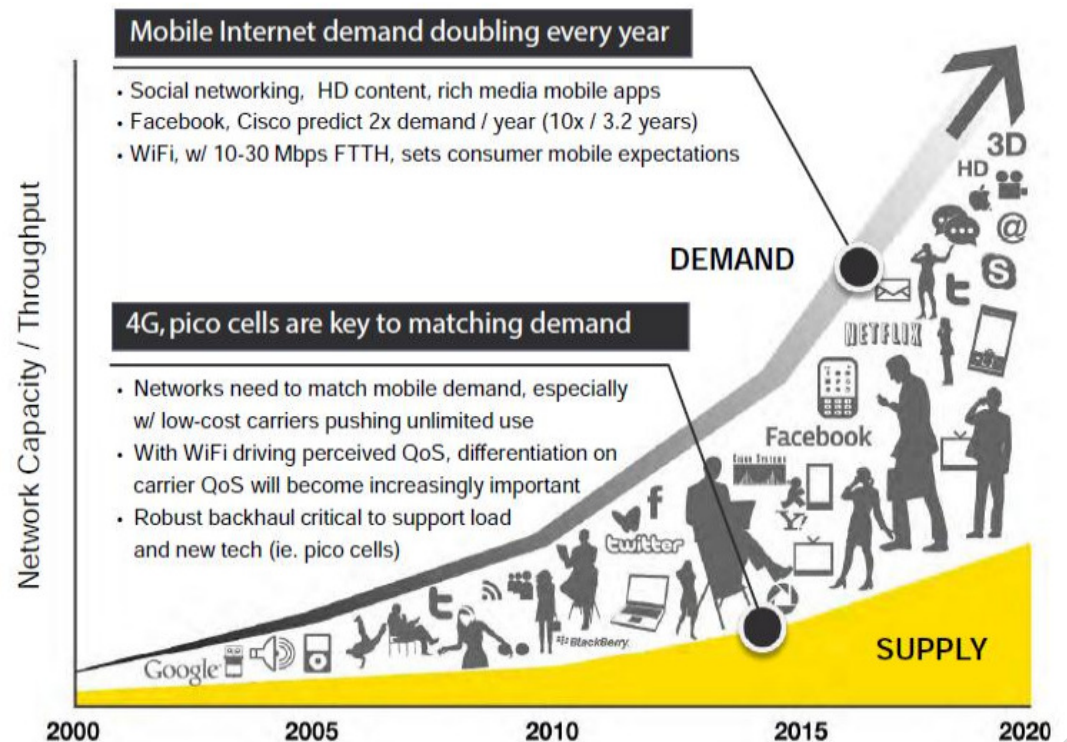 Mobile Internet demand doubling every year
• Social networking, HD content, rich media mobile apps
• Facebook, Cisco predict 2x demand / year (10x / 3.2 years)
• WiFi, w/ 10-30 Mbps FTTH, sets consumer mobile expectations
3D
HD
@
DEMAND
S
t
4G, pico cells are key to matching demand
NETFLIX
• Networks need to match mobile demand, especially
w/ low-cost carriers pushing unlimited use
• With WiFi driving perceived QoS, differentiation on
carrier QoS will become increasingly important
• Robust backhaul critical to support load
and new tech (ie. pico cells)
Facebook
Cisco Systems
Y!
f
twitter
t
BlackBerry
Google
SUPPLY
Network Capacity / Throughput
2000
2005
2010
2015
2020